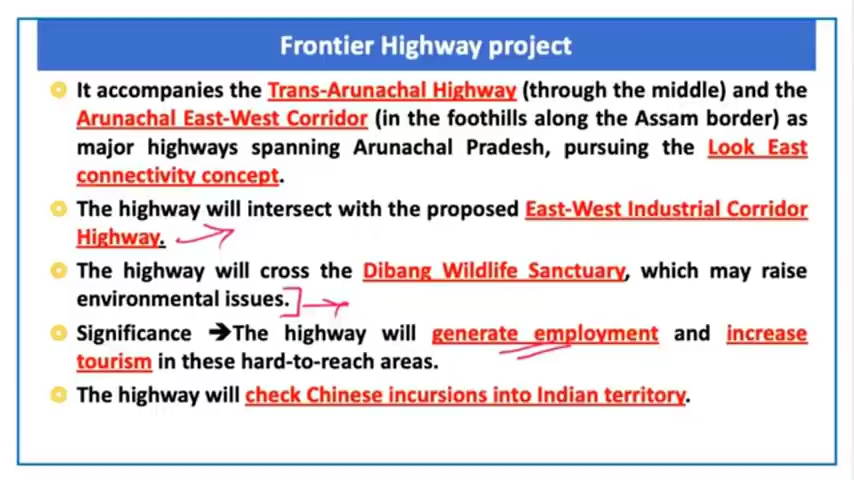 Frontier Highway project
It accompanies the Trans-Arunachal Highway (through the middle) and the
Arunachal East-West Corridor (in the foothills along the Assam border) as
major highways spanning Arunachal Pradesh, pursuing the Look East
connectivity concept.
The highway will intersect with the proposed East-West Industrial Corridor
Highway.
The highway will cross the Dibang Wildlife Sanctuary, which may raise
environmental issues.
Significance ➔The highway will generate employment and increase
tourism in these hard-to-reach areas.
The highway will check Chinese incursions into Indian territory.